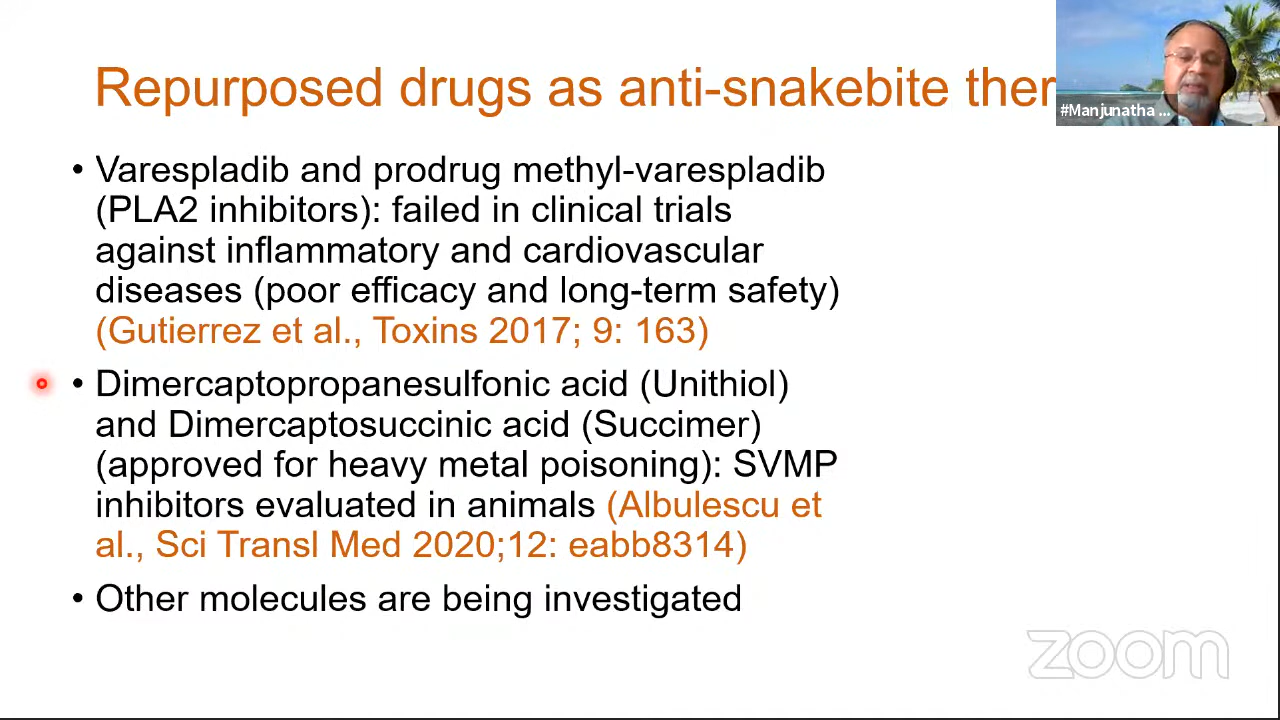 Repurposed drugs as anti-snakebite ther
#Manjunatha ...
• Varespladib and prodrug methyl-varespladib
(PLA2 inhibitors): failed in clinical trials
against inflammatory and cardiovascular
diseases (poor efficacy and long-term safety)
(Gutierrez et al., Toxins 2017; 9: 163)
• Dimercaptopropanesulfonic acid (Unithiol)
and Dimercaptosuccinic acid (Succimer)
(approved for heavy metal poisoning): SVMP
inhibitors evaluated in animals (Albulescu et
al., Sci Transl Med 2020;12: eabb8314)
• Other molecules are being investigated
zoom